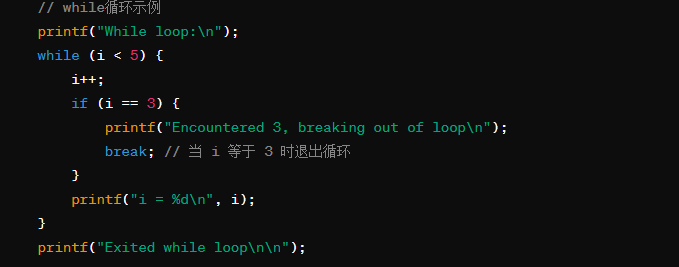 // while循环示例
printf("While loop:\n");
while (i < 5) {
i++;
if (i == 3) {
printf("Encountered 3, breaking out of loop\n");
break; // 当 i 等于 3 时退出循环
}
printf("i = %d\n", i);
}
printf("Exited while loop\n\n");